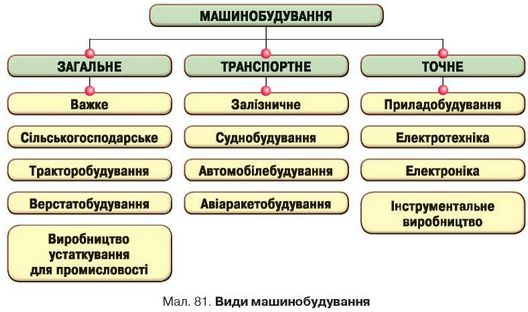 МАШИНОБУДУВАННЯ
ЗАГАЛЬНЕ
Важке
Сільськогосподарське
Тракторобудування
Верстатобудування
Виробництво
устаткування
для промисловості
ТРАНСПОРТНЕ
Залізничне
Суднобудування
Автомобілебудування
Авіаракетобудування
ТОЧНЕ
Приладобудування
Електротехніка
Електроніка
Інструментальне
виробництво
Мал. 81. Види машинобудування